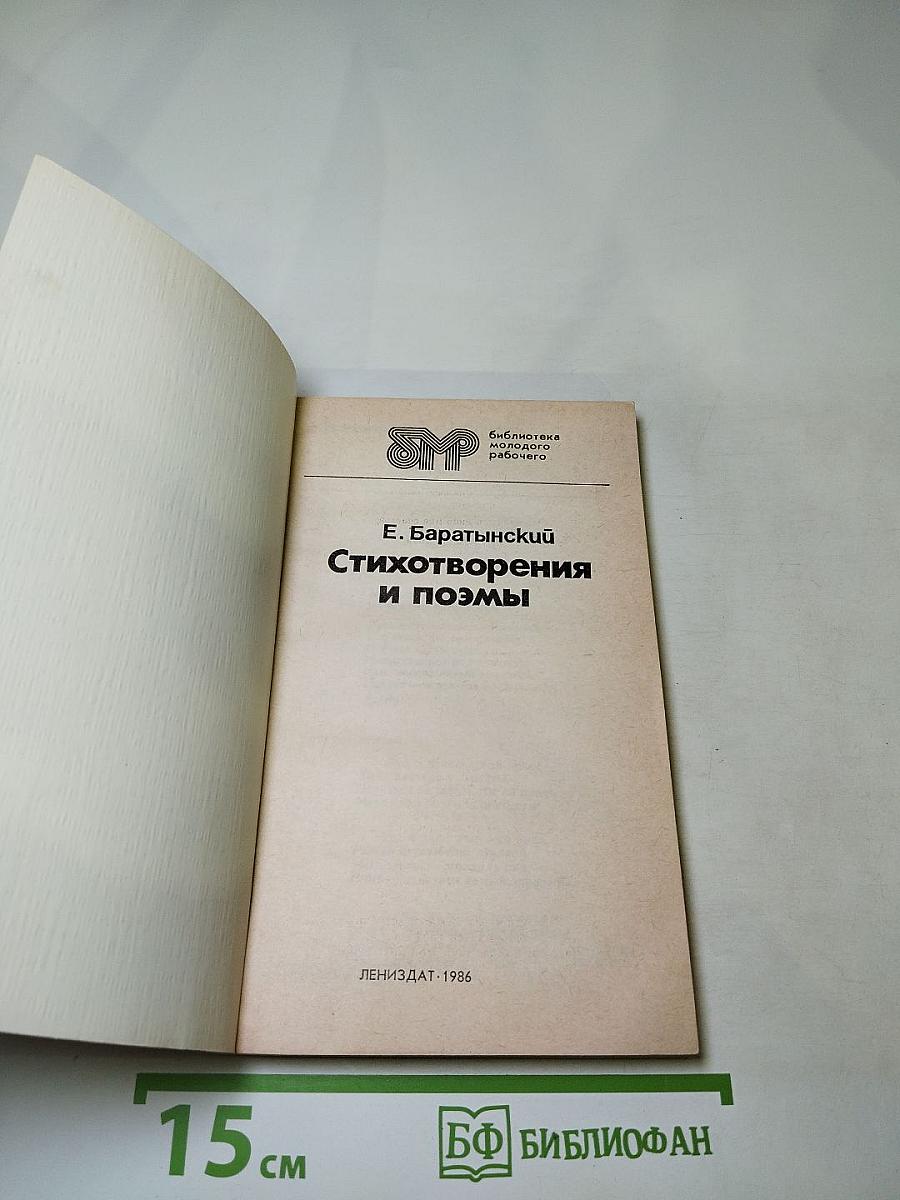 бмр
библиотека
молодого
рабочего
Е. Баратынский
Стихотворения
и поэмы
ЛЕНИЗДАТ · 1986
15 см
БФ БИБЛИОФАН